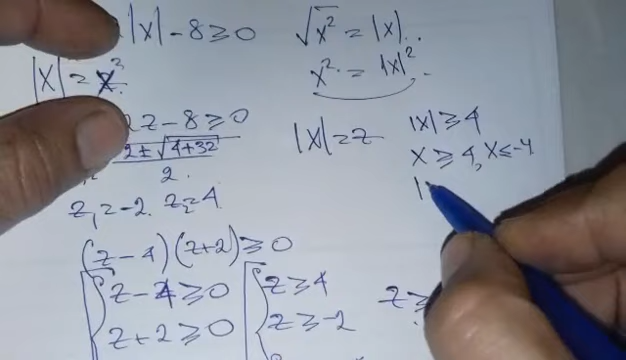 |x| - 8 ≥ 0
√x² = |x|..
x² = |x|² -
|x| = x²
2z - 8 ≥ 0
2 ± √4+32
2.
|x| = z
|x| ≥ 4
x ≥ 4, x ≤ -4
z₁ = -2. z₂ = 4
(z - 4)(z+2) ≥ 0
z - 4 ≥ 0
z + 2 ≥ 0
z ≥ 4
z ≥ -2
z ≥